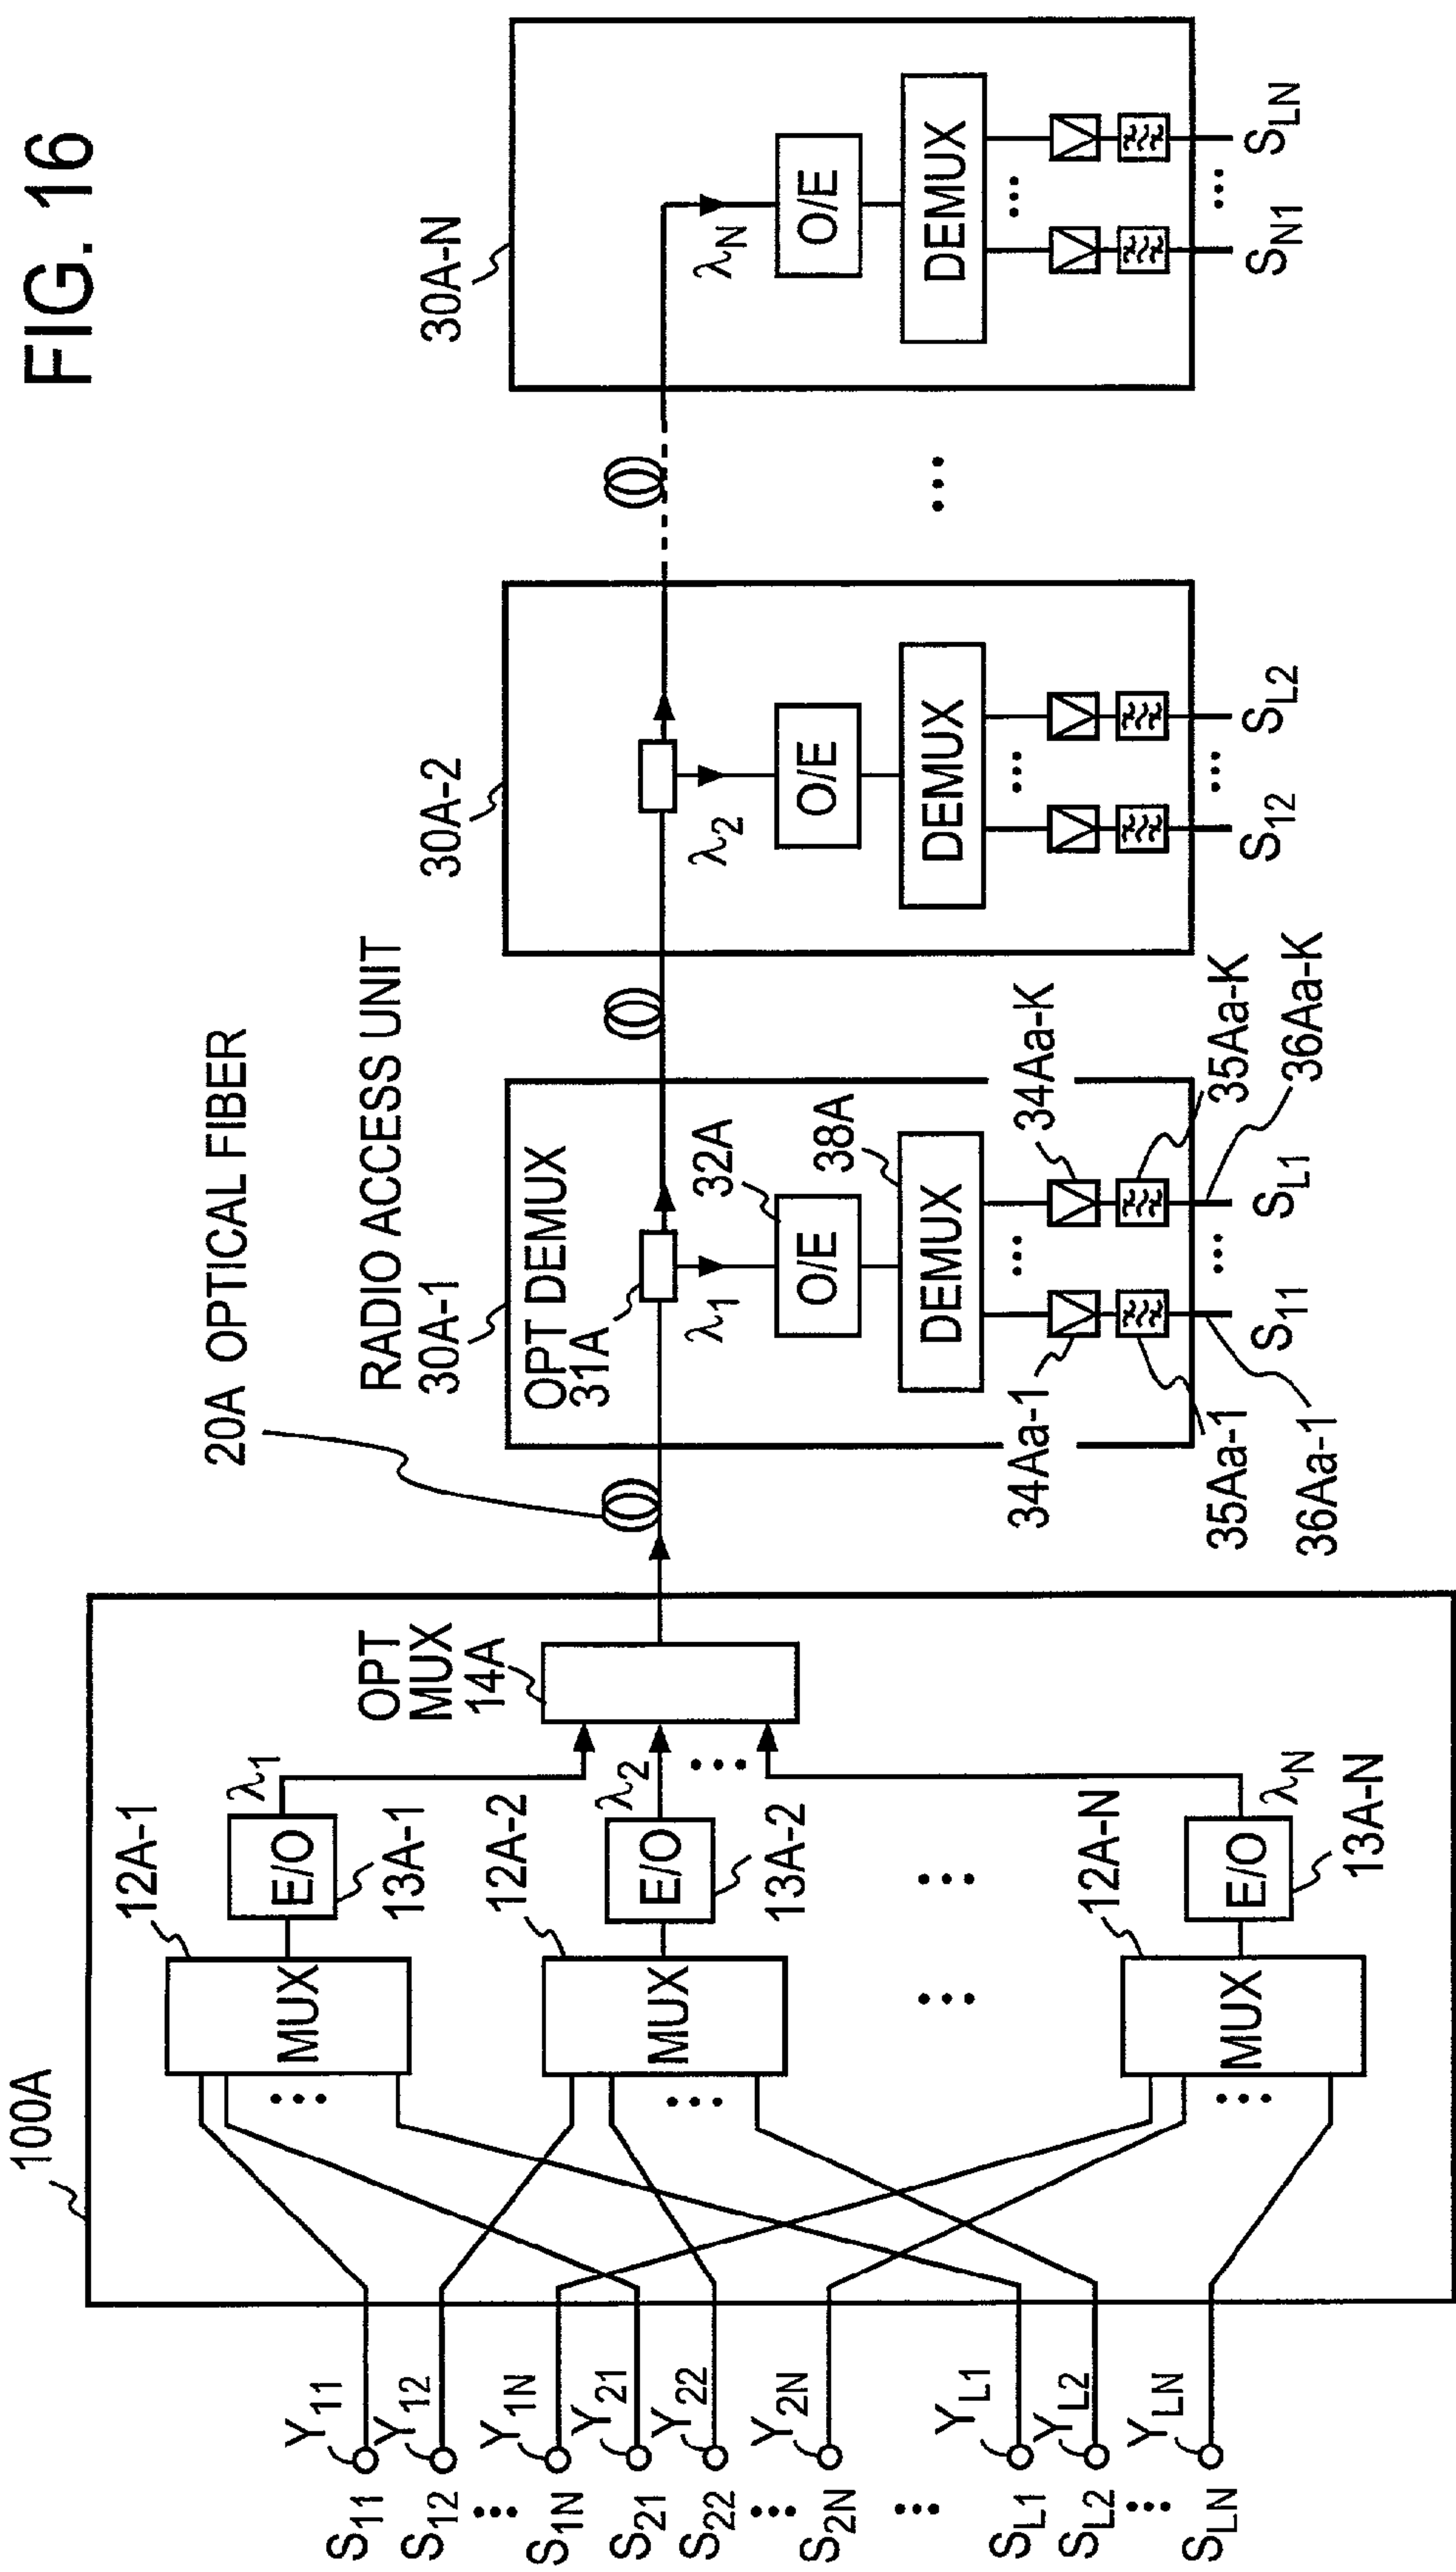 FIG. 16
100A
12A-1
MUX
E/O
λ1
13A-1
12A-2
MUX
E/O
λ2
13A-2
12A-N
MUX
E/O
λN
13A-N
OPT
MUX
14A
Y11
S11
Y12
S12
Y1N
S1N
Y21
S21
Y22
S22
Y2N
S2N
YL1
SL1
YL2
SL2
YLN
SLN
20A OPTICAL FIBER
RADIO ACCESS UNIT
30A-1
OPT DEMUX
31A
λ1
32A
O/E
38A
DEMUX
34Aa-1
34Aa-K
35Aa-1
35Aa-K
36Aa-1
36Aa-K
S11
SL1
30A-2
λ2
O/E
DEMUX
S12
SL2
30A-N
λN
O/E
DEMUX
SN1
SLN